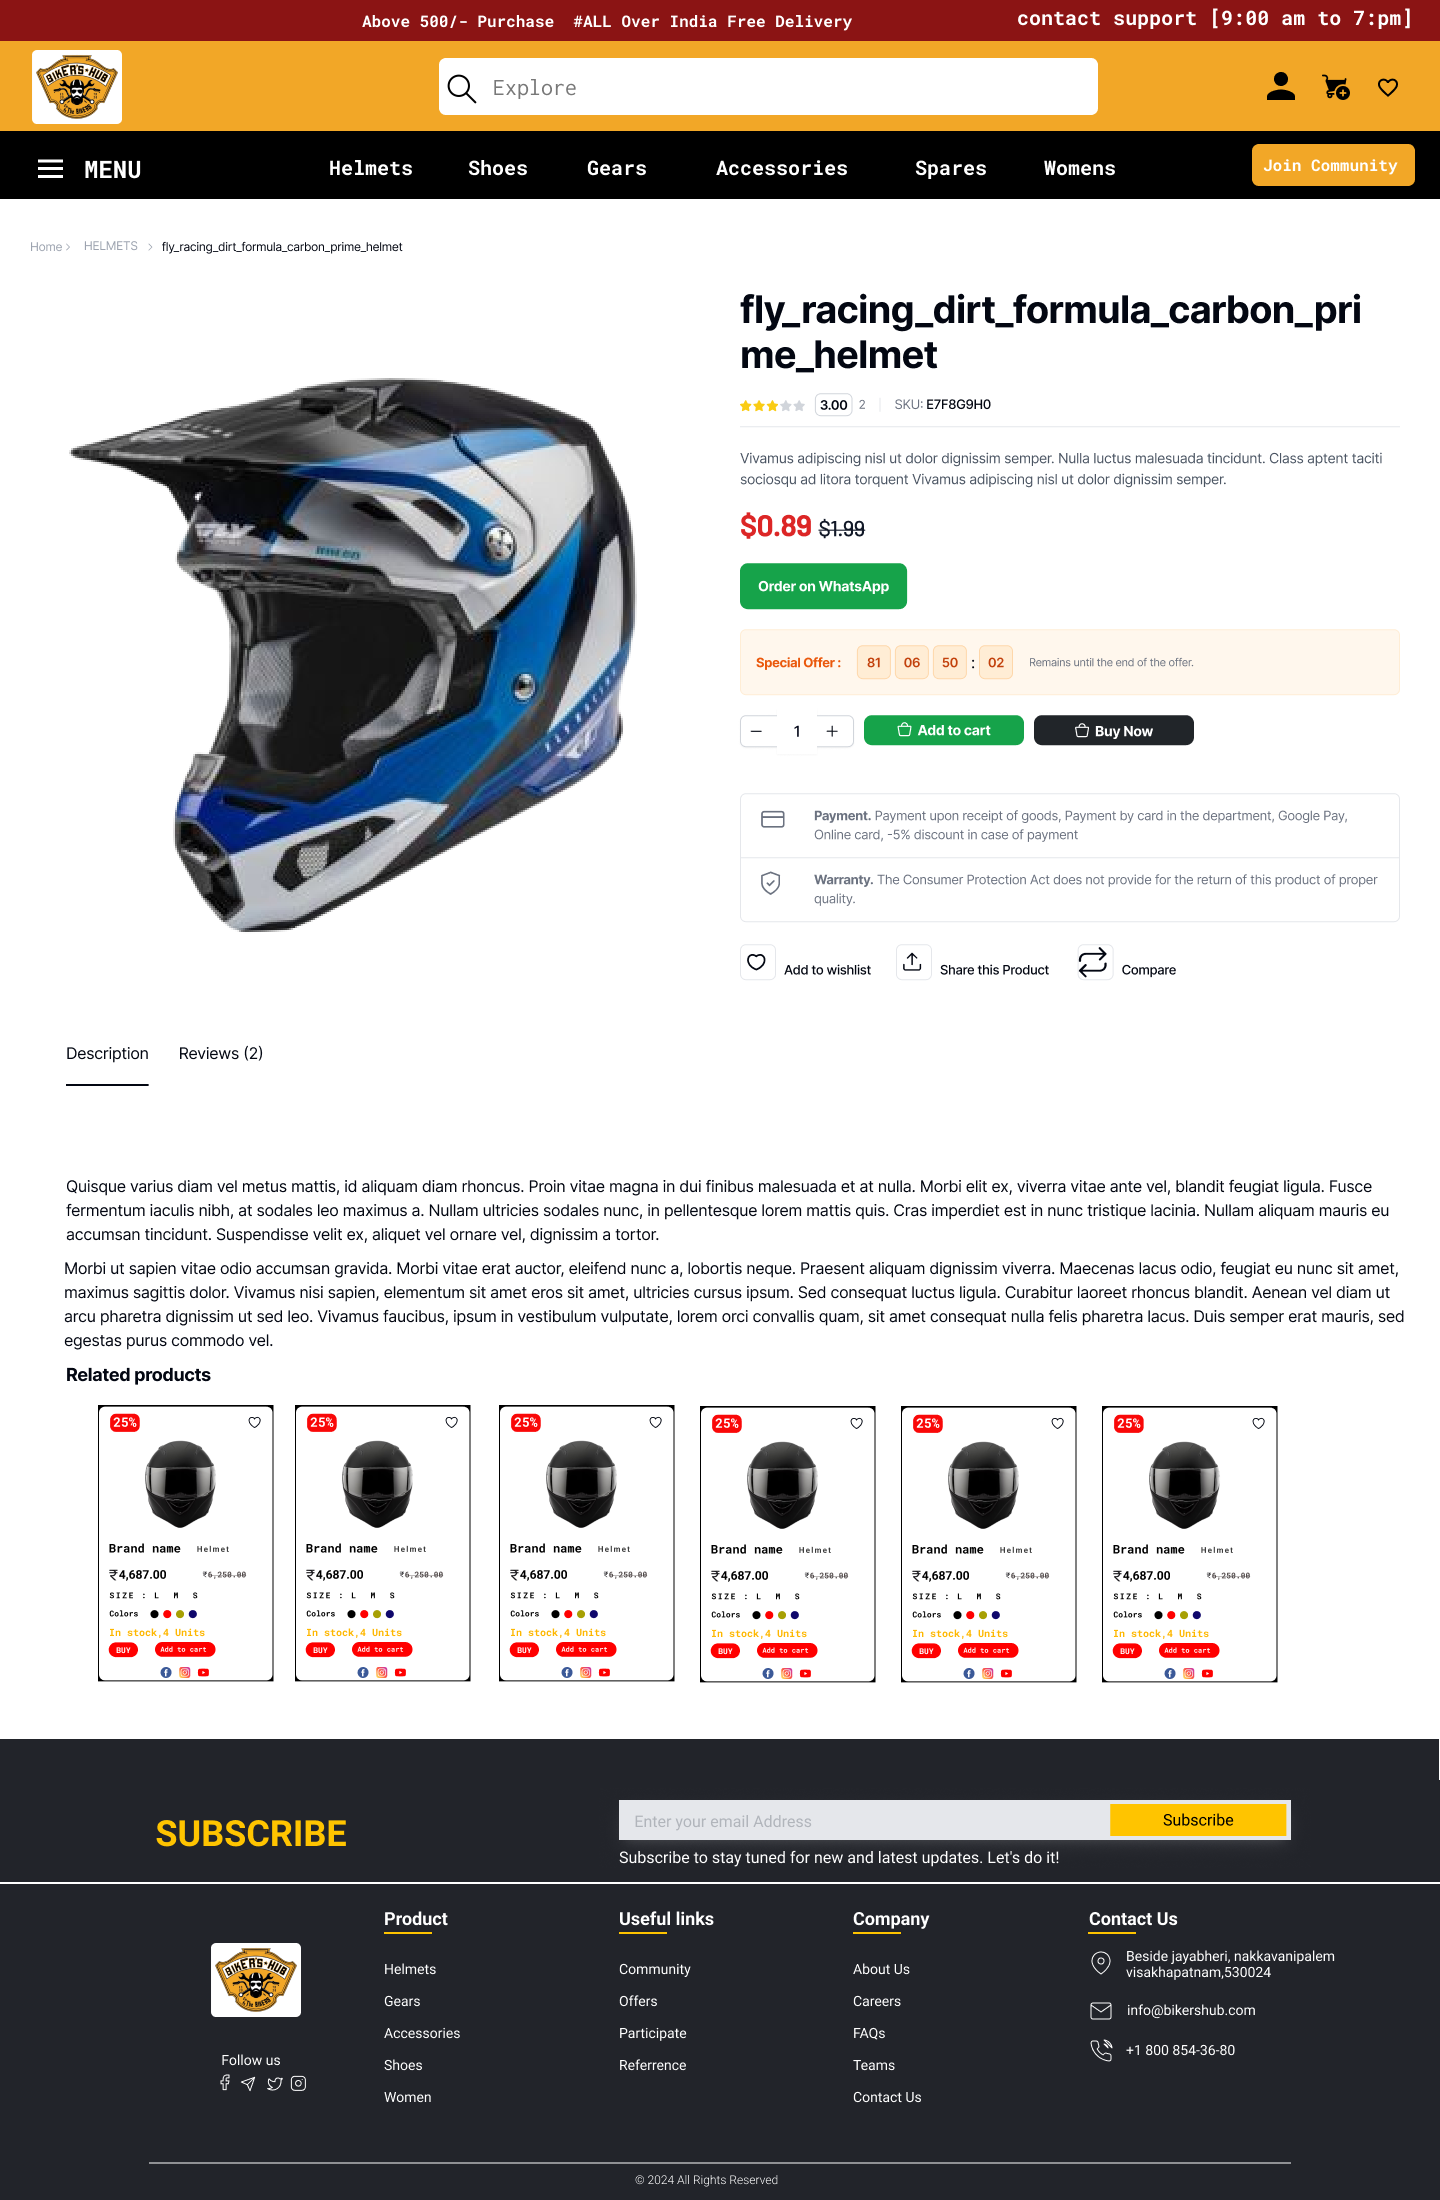 Above 500/- Purchase #ALL Over India Free Delivery
contact support [9:00 am to 7:pm]
BIKER'S-HUB
Explore
MENU
Helmets
Shoes
Gears
Accessories
Spares
Womens
Join Community
Home
HELMETS
fly_racing_dirt_formula_carbon_prime_helmet
fly_racing_dirt_formula_carbon_pri
me_helmet
3.00
2
SKU: E7F8G9H0
Vivamus adipiscing nisl ut dolor dignissim semper. Nulla luctus malesuada tincidunt. Class aptent taciti
sociosqu ad litora torquent Vivamus adipiscing nisl ut dolor dignissim semper.
$0.89 $1.99
Order on WhatsApp
Special Offer :
81
06
50
:
02
Remains until the end of the offer.
1
Add to cart
Buy Now
Payment. Payment upon receipt of goods, Payment by card in the department, Google Pay,
Online card, -5% discount in case of payment
Warranty. The Consumer Protection Act does not provide for the return of this product of proper
quality.
Add to wishlist
Share this Product
Compare
FLY
FLY RACING
Description
Reviews (2)
Quisque varius diam vel metus mattis, id aliquam diam rhoncus. Proin vitae magna in dui finibus malesuada et at nulla. Morbi elit ex, viverra vitae ante vel, blandit feugiat ligula. Fusce
fermentum iaculis nibh, at sodales leo maximus a. Nullam ultricies sodales nunc, in pellentesque lorem mattis quis. Cras imperdiet est in nunc tristique lacinia. Nullam aliquam mauris eu
accumsan tincidunt. Suspendisse velit ex, aliquet vel ornare vel, dignissim a tortor.
Morbi ut sapien vitae odio accumsan gravida. Morbi vitae erat auctor, eleifend nunc a, lobortis neque. Praesent aliquam dignissim viverra. Maecenas lacus odio, feugiat eu nunc sit amet,
maximus sagittis dolor. Vivamus nisi sapien, elementum sit amet eros sit amet, ultricies cursus ipsum. Sed consequat luctus ligula. Curabitur laoreet rhoncus blandit. Aenean vel diam ut
arcu pharetra dignissim ut sed leo. Vivamus faucibus, ipsum in vestibulum vulputate, lorem orci convallis quam, sit amet consequat nulla felis pharetra lacus. Duis semper erat mauris, sed
egestas purus commodo vel.
Related products
25%
Brand name Helmet
₹4,687.00 ₹6,250.00
SIZE : L M S
Colors
In stock,4 Units
BUY Add to cart
25%
Brand name Helmet
₹4,687.00 ₹6,250.00
SIZE : L M S
Colors
In stock,4 Units
BUY Add to cart
25%
Brand name Helmet
₹4,687.00 ₹6,250.00
SIZE : L M S
Colors
In stock,4 Units
BUY Add to cart
25%
Brand name Helmet
₹4,687.00 ₹6,250.00
SIZE : L M S
Colors
In stock,4 Units
BUY Add to cart
25%
Brand name Helmet
₹4,687.00 ₹6,250.00
SIZE : L M S
Colors
In stock,4 Units
BUY Add to cart
25%
Brand name Helmet
₹4,687.00 ₹6,250.00
SIZE : L M S
Colors
In stock,4 Units
BUY Add to cart
SUBSCRIBE
Enter your email Address
Subscribe
Subscribe to stay tuned for new and latest updates. Let's do it!
BIKER'S-HUB
Follow us
Product
Helmets
Gears
Accessories
Shoes
Women
Useful links
Community
Offers
Participate
Referrence
Company
About Us
Careers
FAQs
Teams
Contact Us
Contact Us
Beside jayabheri, nakkavanipalem
visakhapatnam,530024
info@bikershub.com
+1 800 854-36-80
© 2024 All Rights Reserved